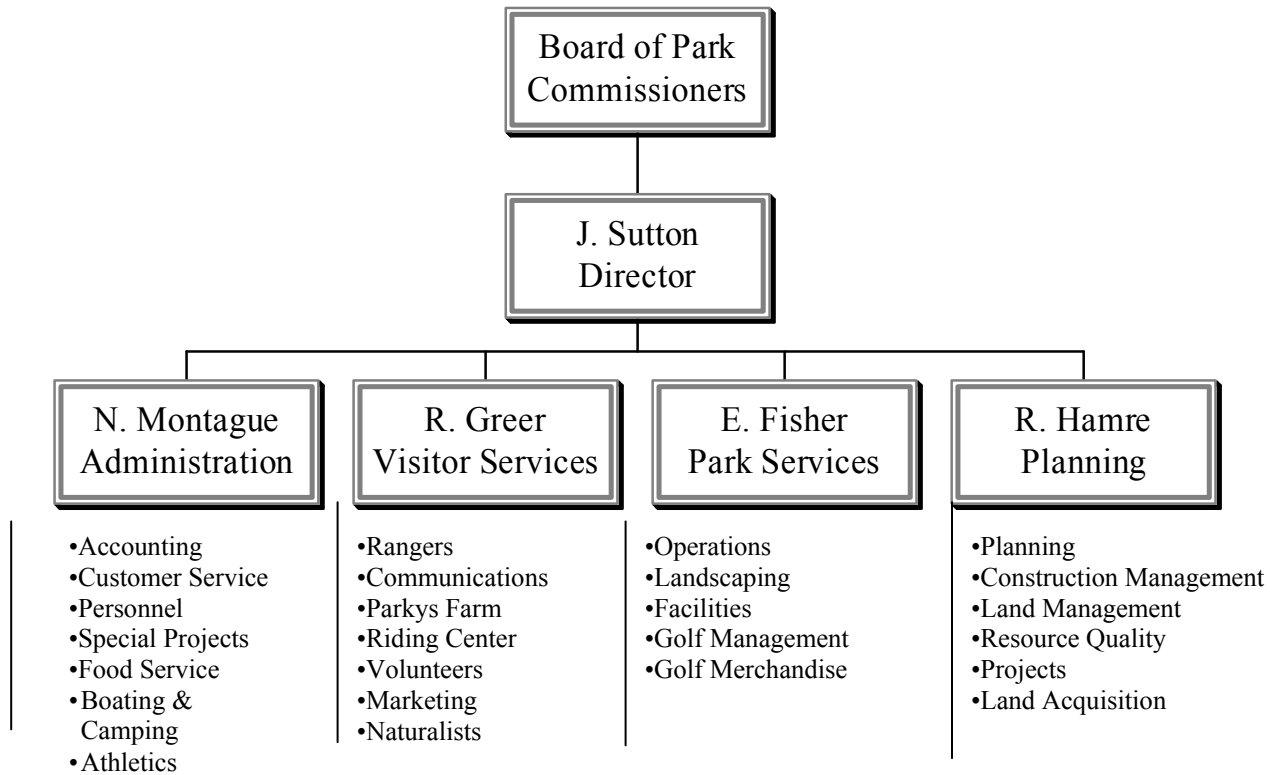 Board of Park
Commissioners
J. Sutton
Director
N. Montague
Administration
R. Greer
Visitor Services
E. Fisher
Park Services
R. Hamre
Planning
•Accounting
•Customer Service
•Personnel
•Special Projects
•Food Service
•Boating &
Camping
•Athletics
•Rangers
•Communications
•Parkys Farm
•Riding Center
•Volunteers
•Marketing
•Naturalists
•Operations
•Landscaping
•Facilities
•Golf Management
•Golf Merchandise
•Planning
•Construction Management
•Land Management
•Resource Quality
•Projects
•Land Acquisition